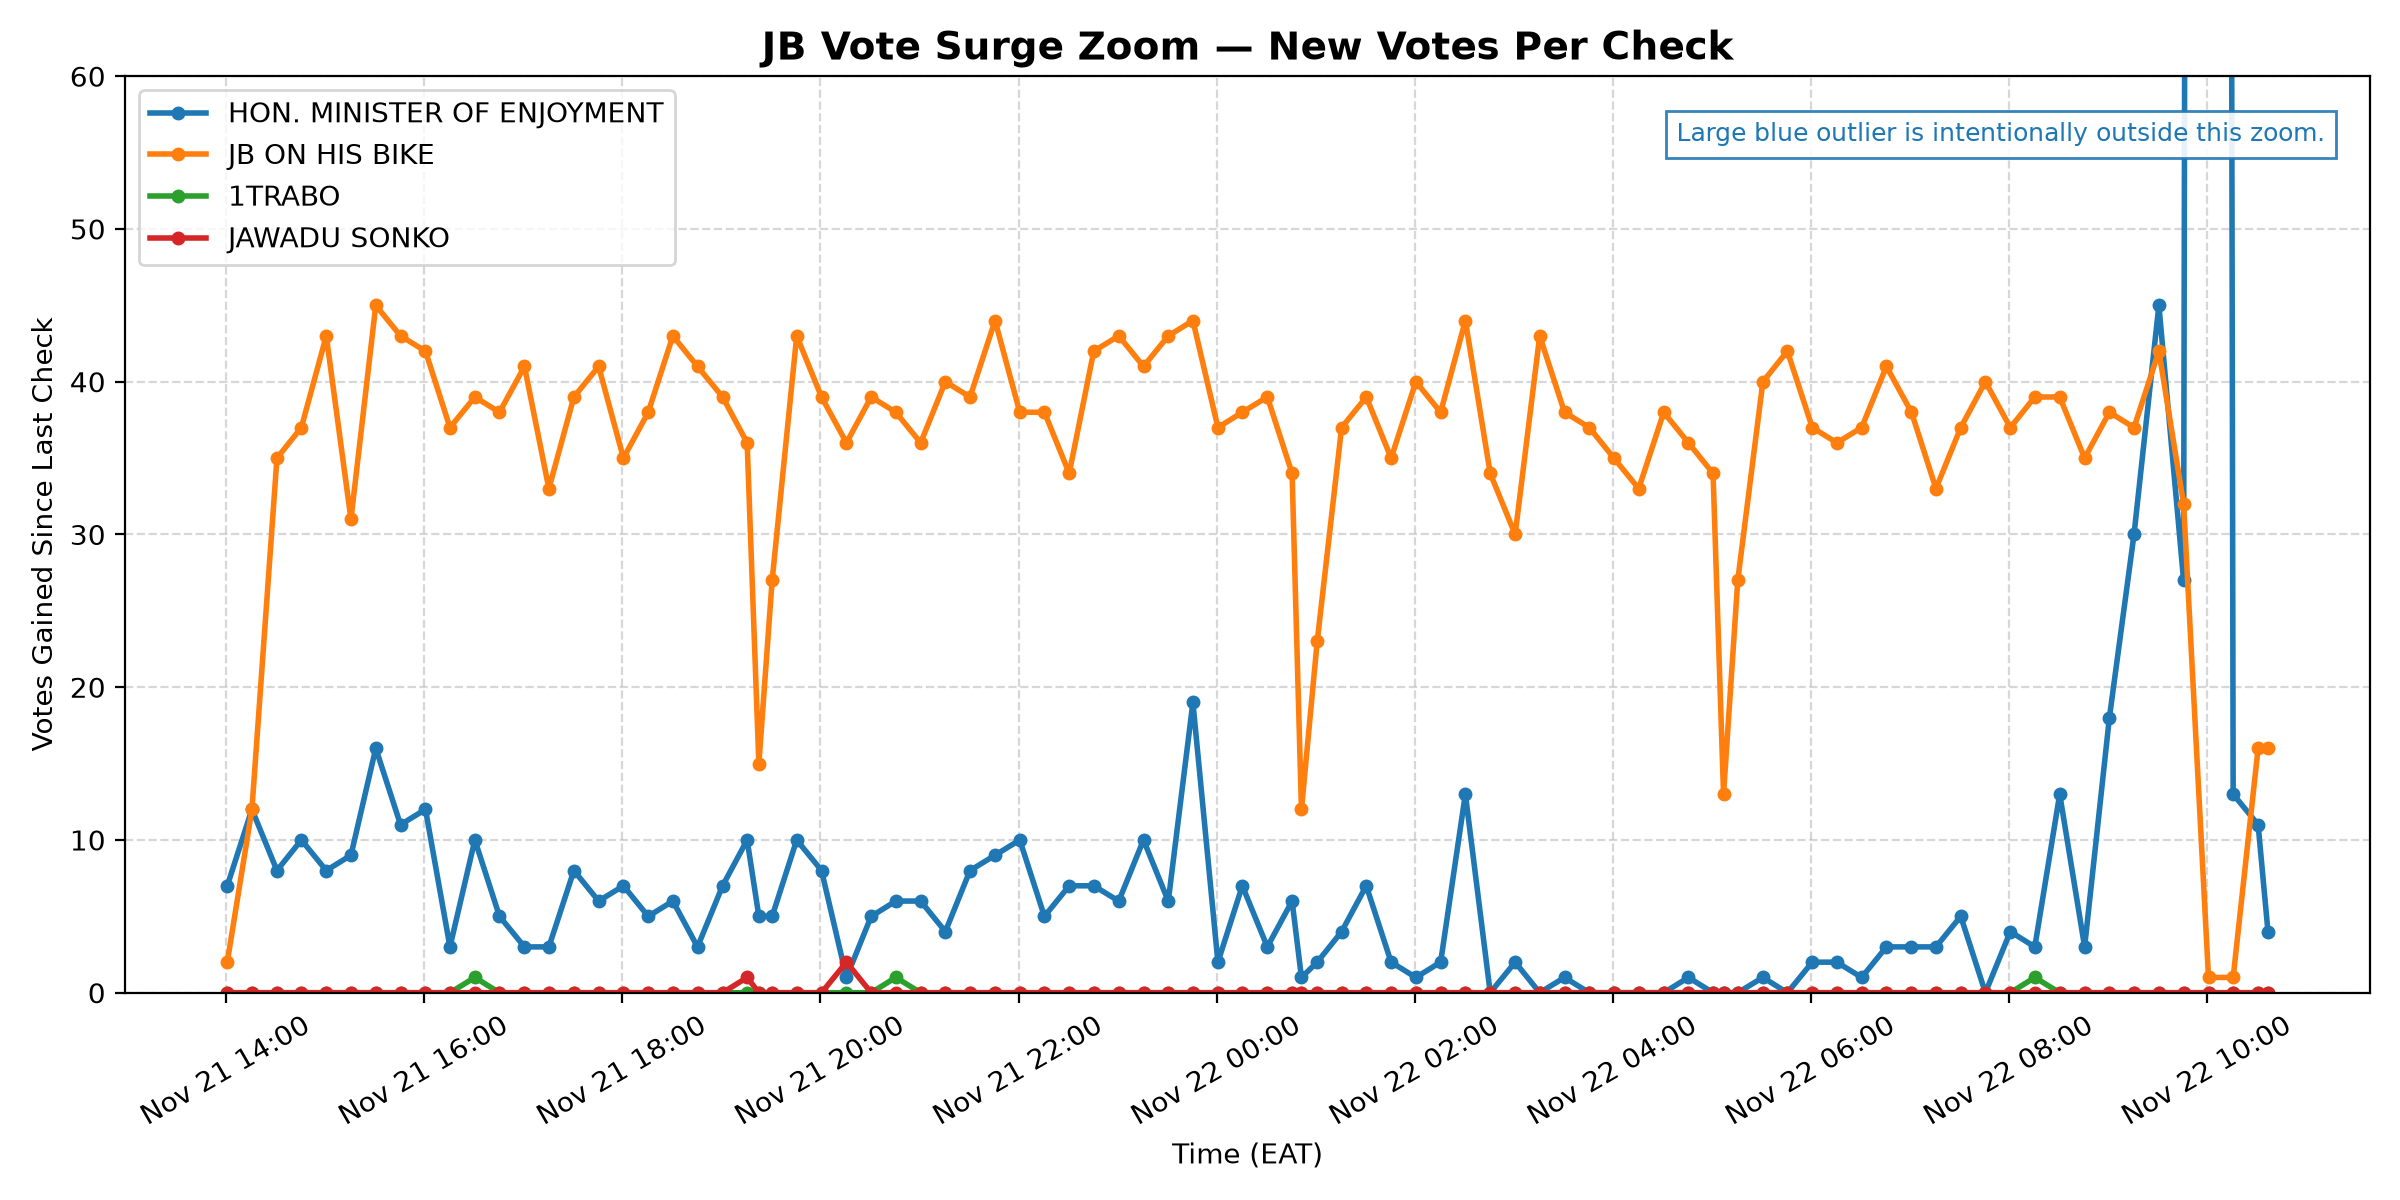 JB Vote Surge Zoom — New Votes Per Check
60
50
40
30
20
10
0
Votes Gained Since Last Check
HON. MINISTER OF ENJOYMENT
JB ON HIS BIKE
1TRABO
JAWADU SONKO
Large blue outlier is intentionally outside this zoom.
Nov 21 14:00
Nov 21 16:00
Nov 21 18:00
Nov 21 20:00
Nov 21 22:00
Nov 22 00:00
Nov 22 02:00
Nov 22 04:00
Nov 22 06:00
Nov 22 08:00
Nov 22 10:00
Time (EAT)